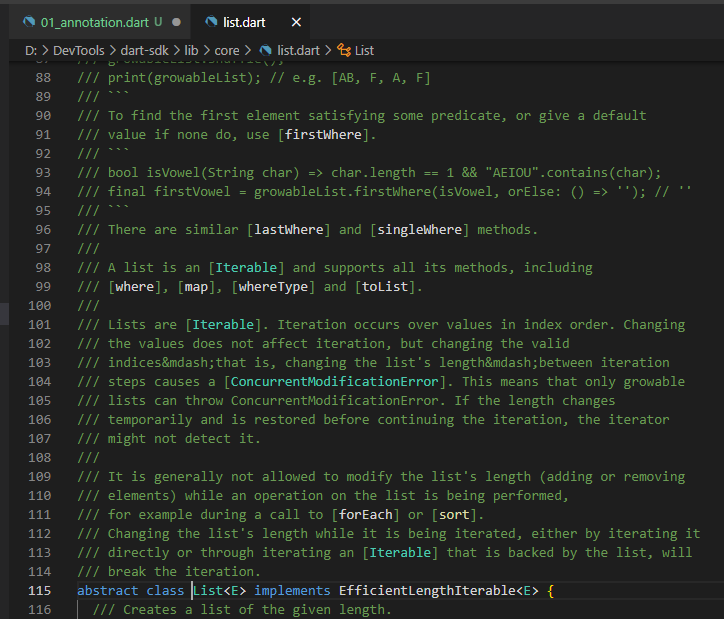 01_annotation.dart U ●
list.dart ×
D: > DevTools > dart-sdk > lib > core > list.dart > List
87 /// growableList.shuffle();
88 /// print(growableList); // e.g. [AB, F, A, F]
89 /// ```
90 /// To find the first element satisfying some predicate, or give a default
91 /// value if none do, use [firstWhere].
92 /// ```
93 /// bool isVowel(String char) => char.length == 1 && "AEIOU".contains(char);
94 /// final firstVowel = growableList.firstWhere(isVowel, orElse: () => ''); // ''
95 /// ```
96 /// There are similar [lastWhere] and [singleWhere] methods.
97 ///
98 /// A list is an [Iterable] and supports all its methods, including
99 /// [where], [map], [whereType] and [toList].
100 ///
101 /// Lists are [Iterable]. Iteration occurs over values in index order. Changing
102 /// the values does not affect iteration, but changing the valid
103 /// indices&mdash;that is, changing the list's length&mdash;between iteration
104 /// steps causes a [ConcurrentModificationError]. This means that only growable
105 /// lists can throw ConcurrentModificationError. If the length changes
106 /// temporarily and is restored before continuing the iteration, the iterator
107 /// might not detect it.
108 ///
109 /// It is generally not allowed to modify the list's length (adding or removing
110 /// elements) while an operation on the list is being performed,
111 /// for example during a call to [forEach] or [sort].
112 /// Changing the list's length while it is being iterated, either by iterating it
113 /// directly or through iterating an [Iterable] that is backed by the list, will
114 /// break the iteration.
115 abstract class List<E> implements EfficientLengthIterable<E> {
116 /// Creates a list of the given length.